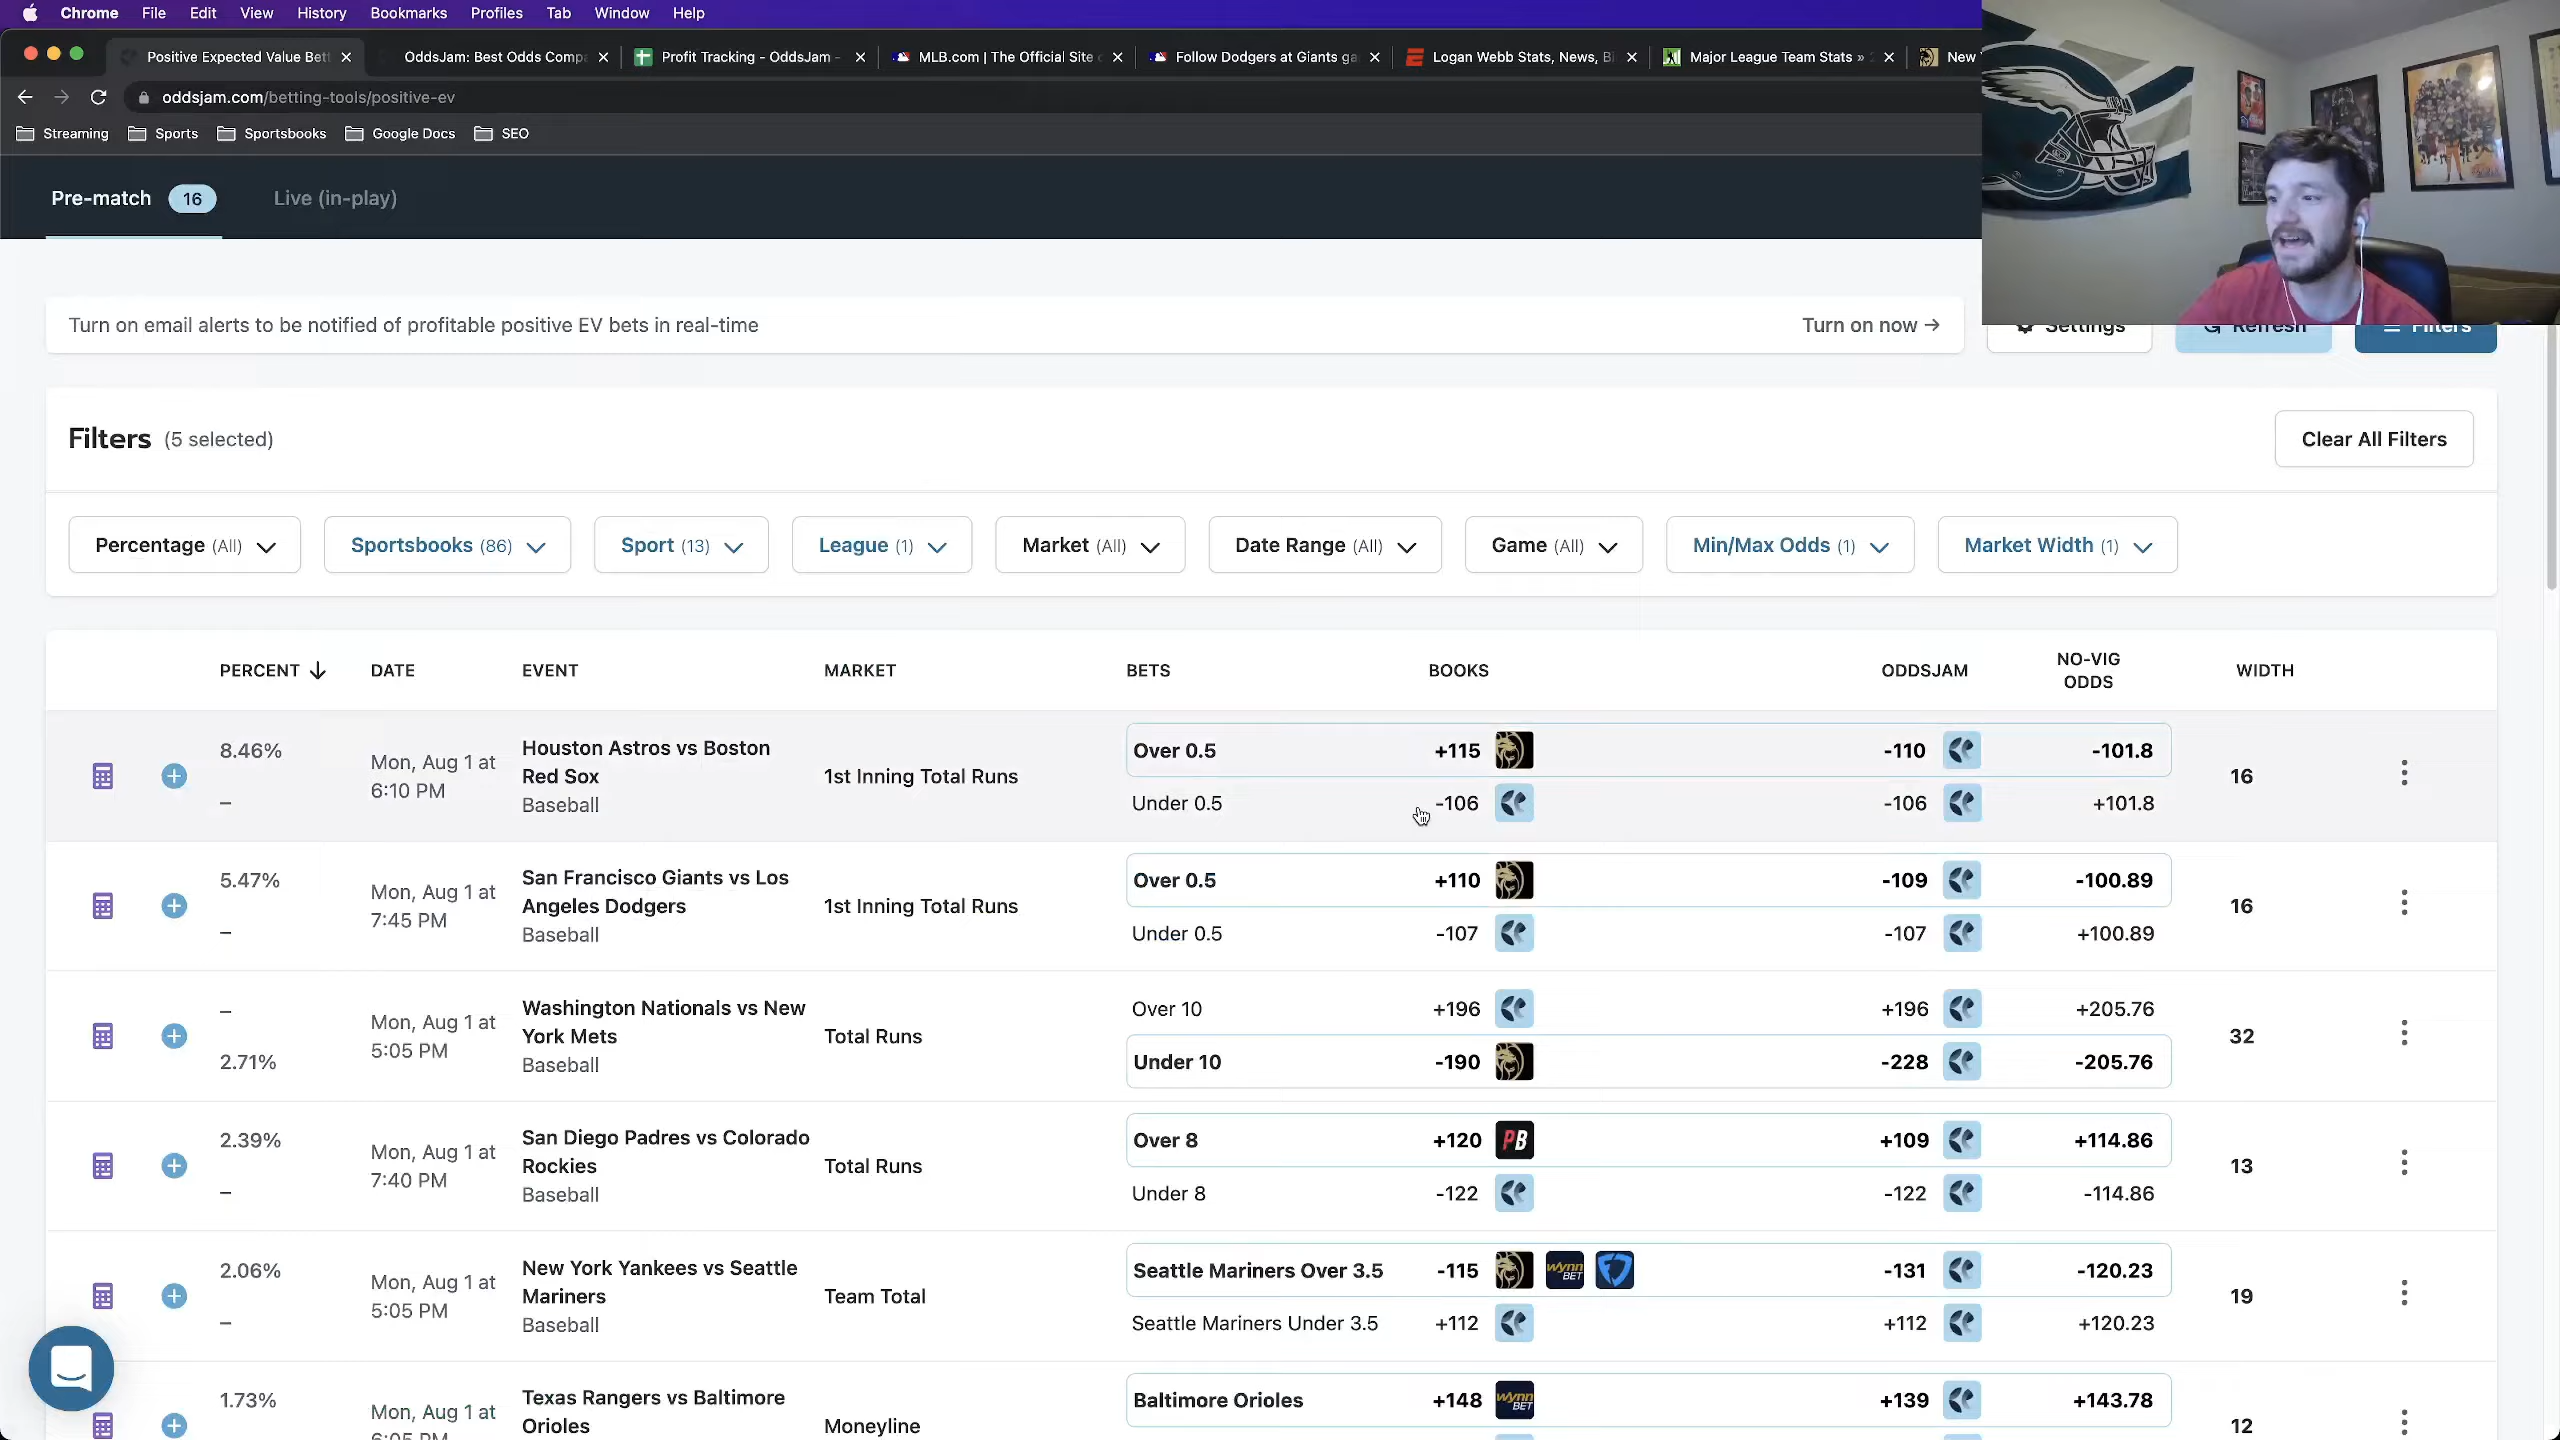 Chrome File Edit View History Bookmarks Profiles Tab Window Help
Positive Expected Value Bett OddsJam: Best Odds Compa Profit Tracking - OddsJam - MLB.com | The Official Site o Follow Dodgers at Giants ga Logan Webb Stats, News, Bi Major League Team Stats » 2 New
oddsjam.com/betting-tools/positive-ev
Streaming Sports Sportsbooks Google Docs SEO
Pre-match 16 Live (in-play)
Turn on email alerts to be notified of profitable positive EV bets in real-time Turn on now → Settings Refresh Filters
Filters (5 selected) Clear All Filters
Percentage (All) Sportsbooks (86) Sport (13) League (1) Market (All) Date Range (All) Game (All) Min/Max Odds (1) Market Width (1)
PERCENT ↓ DATE EVENT MARKET BETS BOOKS ODDSJAM NO-VIG ODDS WIDTH
8.46%
–
Mon, Aug 1 at
6:10 PM
Houston Astros vs Boston
Red Sox
Baseball
1st Inning Total Runs
Over 0.5 +115 -110 -101.8
Under 0.5 -106 -106 +101.8
16
5.47%
–
Mon, Aug 1 at
7:45 PM
San Francisco Giants vs Los
Angeles Dodgers
Baseball
1st Inning Total Runs
Over 0.5 +110 -109 -100.89
Under 0.5 -107 -107 +100.89
16
–
2.71%
Mon, Aug 1 at
5:05 PM
Washington Nationals vs New
York Mets
Baseball
Total Runs
Over 10 +196 +196 +205.76
Under 10 -190 -228 -205.76
32
2.39%
–
Mon, Aug 1 at
7:40 PM
San Diego Padres vs Colorado
Rockies
Baseball
Total Runs
Over 8 +120 PB +109 +114.86
Under 8 -122 -122 -114.86
13
2.06%
–
Mon, Aug 1 at
5:05 PM
New York Yankees vs Seattle
Mariners
Baseball
Team Total
Seattle Mariners Over 3.5 -115 WYNN BET -131 -120.23
Seattle Mariners Under 3.5 +112 +112 +120.23
19
1.73%
Mon, Aug 1 at
6:05 PM
Texas Rangers vs Baltimore
Orioles
Moneyline
Baltimore Orioles +148 WYNN BET +139 +143.78
12